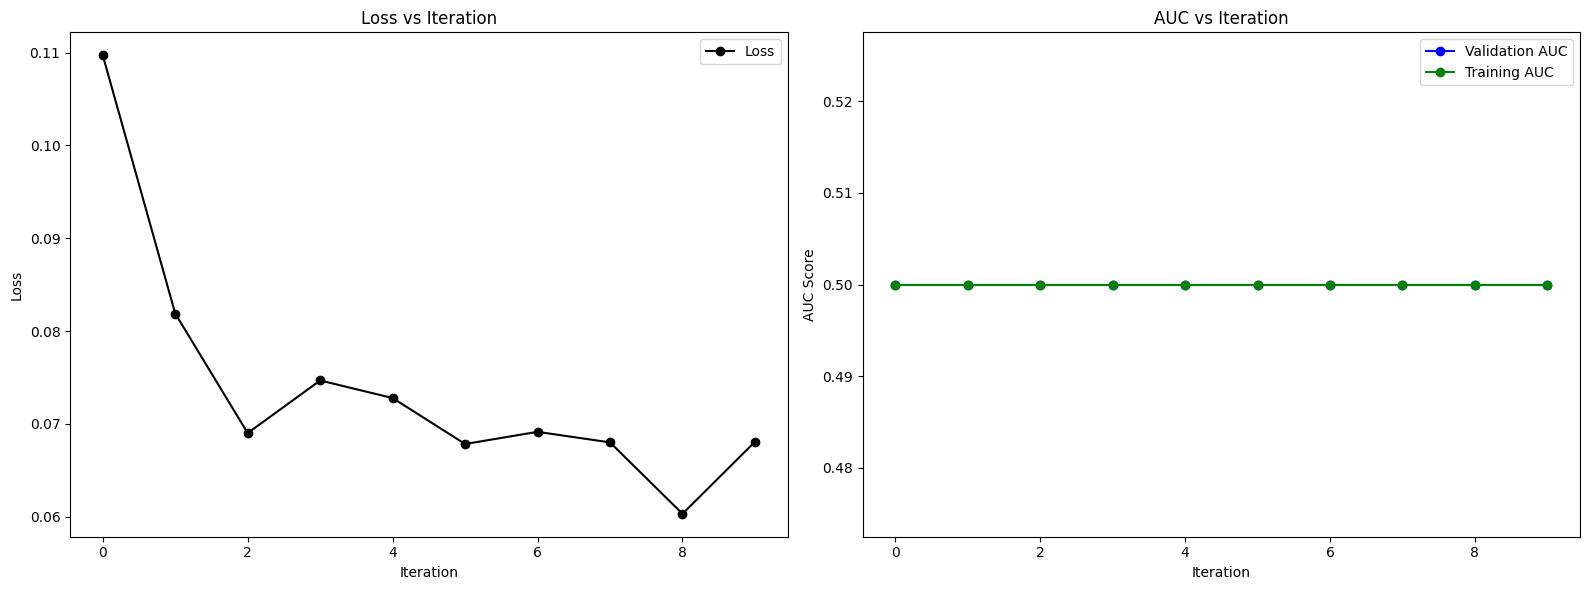 Loss vs Iteration
Loss
0.11
0.10
0.09
0.08
0.07
0.06
Loss
0 2 4 6 8
Iteration
AUC vs Iteration
Validation AUC
Training AUC
0.52
0.51
0.50
0.49
0.48
AUC Score
0 2 4 6 8
Iteration